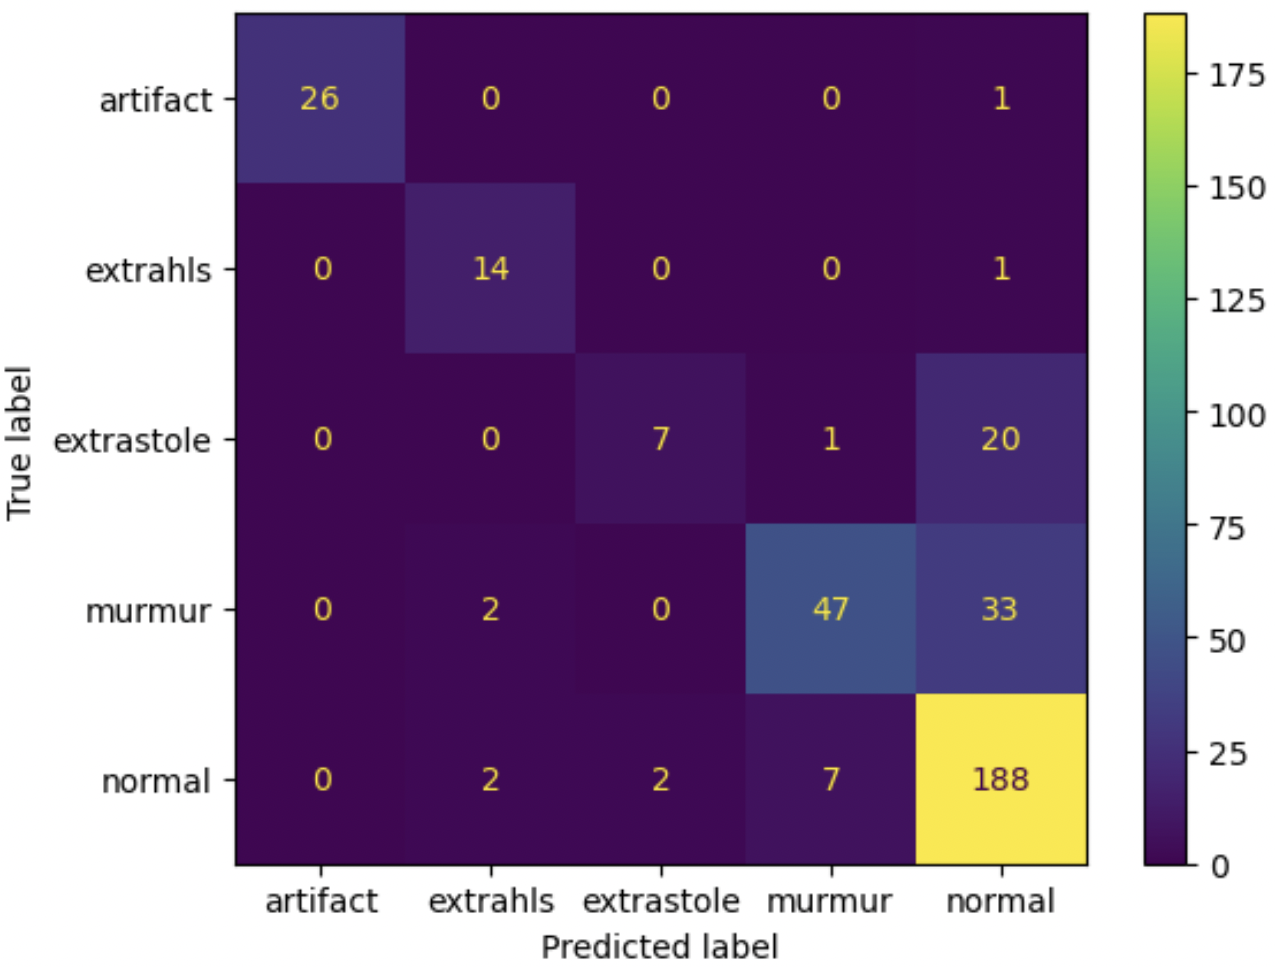 artifact 26 0 0 0 1
extrahls 0 14 0 0 1
extrastole 0 0 7 1 20
murmur 0 2 0 47 33
normal 0 2 2 7 188
artifact extrahls extrastole murmur normal
Predicted label
True label
175
150
125
100
75
50
25
0